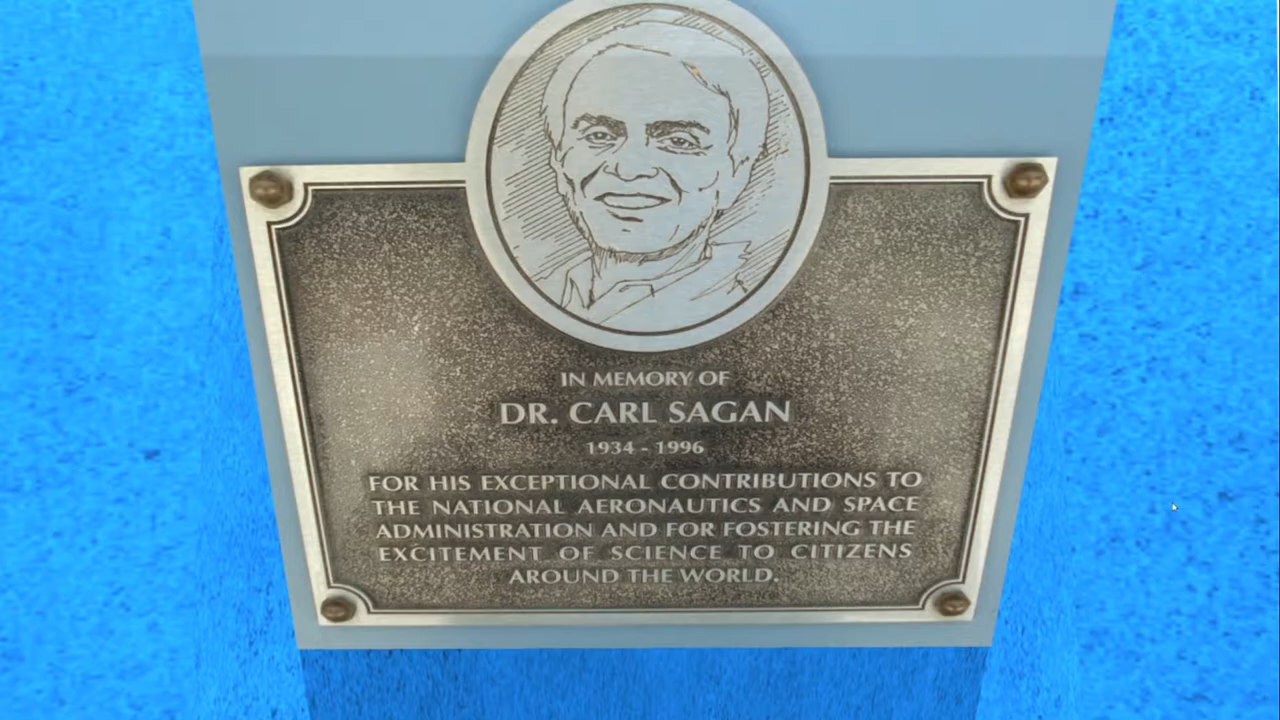 IN MEMORY OF
DR. CARL SAGAN
1934 - 1996
FOR HIS EXCEPTIONAL CONTRIBUTIONS TO
THE NATIONAL AERONAUTICS AND SPACE
ADMINISTRATION AND FOR FOSTERING THE
EXCITEMENT OF SCIENCE TO CITIZENS
AROUND THE WORLD.